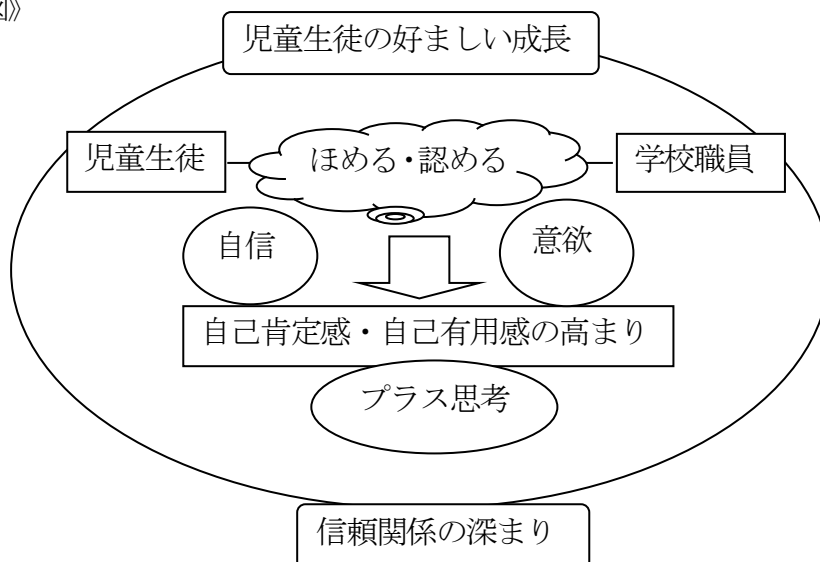 図》
児童生徒の好ましい成長
児童生徒
ほめる・認める
学校職員
自信
意欲
自己肯定感・自己有用感の高まり
プラス思考
信頼関係の深まり